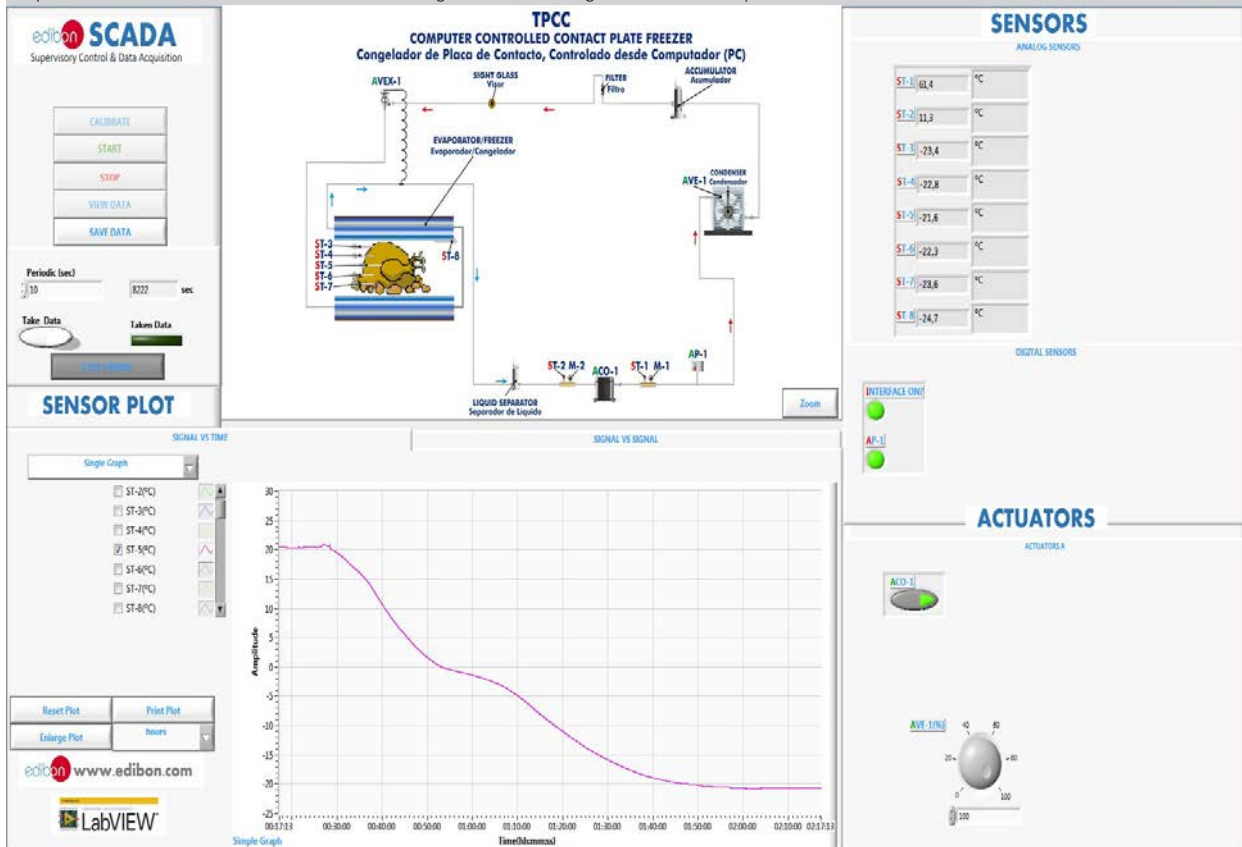 edibon SCADA
Supervisory Control & Data Acquisition
CALIBRATE
START
STOP
VIEW DATA
SAVE DATA
Periodic (sec)
10
8222 sec
Take Data
Taken Data
TPCC
COMPUTER CONTROLLED CONTACT PLATE FREEZER
Congelador de Placa de Contacto, Controlado desde Computador (PC)
AVEX-1
SIGHT GLASS
Visor
FILTER
Filtro
ACCUMULATOR
Acumulador
EVAPORATOR/FREEZER
Evaporador/Congelador
AVE-1
CONDENSER
Condensador
ST-3
ST-4
ST-5
ST-6
ST-7
ST-8
LIQUID SEPARATOR
Separador de Líquido
ST-2 M-2
ACO-1
ST-1 M-1
AP-1
Zoom
SENSORS
ANALOG SENSORS
ST-1 61,4 ºC
ST-2 11,3 ºC
ST-1 -23,4 ºC
ST-4 -22,8 ºC
ST-5 -21,6 ºC
ST-6 -22,3 ºC
ST-7 -23,6 ºC
ST-8 -24,7 ºC
DIGITAL SENSORS
INTERFACE ON?
AP-1
ACTUATORS
ACTUATORS A
ACO-1
AVE-1(%)
0
20
40
60
80
100
100
SENSOR PLOT
SIGNAL VS TIME
SIGNAL VS SIGNAL
Single Graph
ST-2(ºC)
ST-3(ºC)
ST-4(ºC)
ST-5(ºC)
ST-6(ºC)
ST-7(ºC)
ST-8(ºC)
Reset Plot
Print Plot
Enlarge Plot
hours
edibon www.edibon.com
LabVIEW
Amplitude
30
25
20
15
10
5
0
-5
-10
-15
-20
-25
00:17:13 00:30:00 00:40:00 00:50:00 01:00:00 01:10:00 01:20:00 01:30:00 01:40:00 01:50:00 02:00:00 02:10:00 02:17:13
Time(hh:mm:ss)
Simple Graph